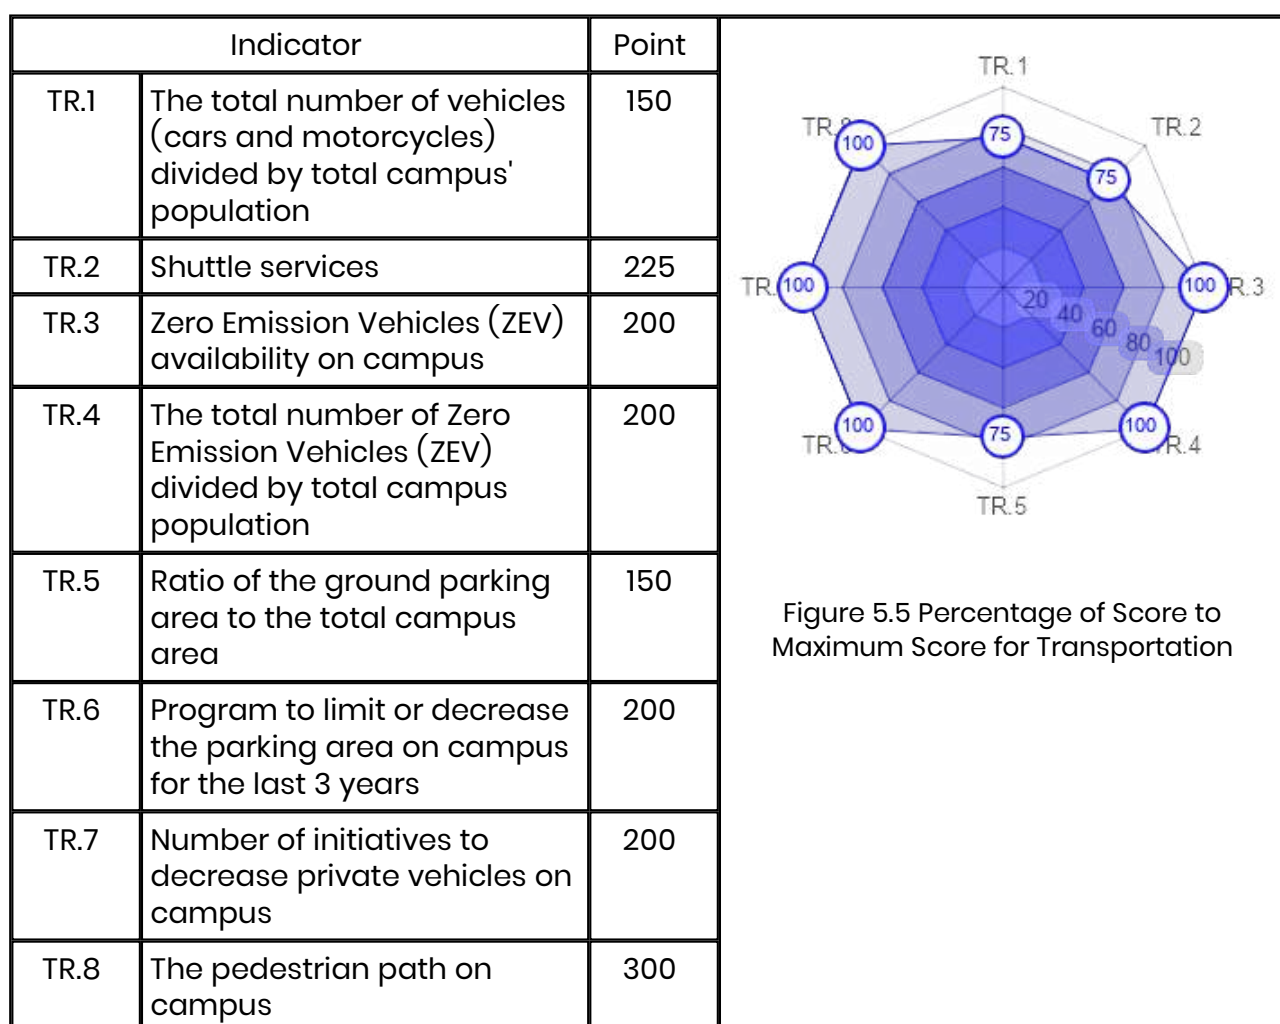 Indicator
Point
TR.1
The total number of vehicles
(cars and motorcycles)
divided by total campus'
population
150
TR.2
Shuttle services
225
TR.3
Zero Emission Vehicles (ZEV)
availability on campus
200
TR.4
The total number of Zero
Emission Vehicles (ZEV)
divided by total campus
population
200
TR.5
Ratio of the ground parking
area to the total campus
area
150
TR.6
Program to limit or decrease
the parking area on campus
for the last 3 years
200
TR.7
Number of initiatives to
decrease private vehicles on
campus
200
TR.8
The pedestrian path on
campus
300
TR.1
TR.
100
75
TR.2
75
TR.
100
100
R.3
20
40
60
80
100
TR.
100
75
100
R.4
TR.5
Figure 5.5 Percentage of Score to
Maximum Score for Transportation